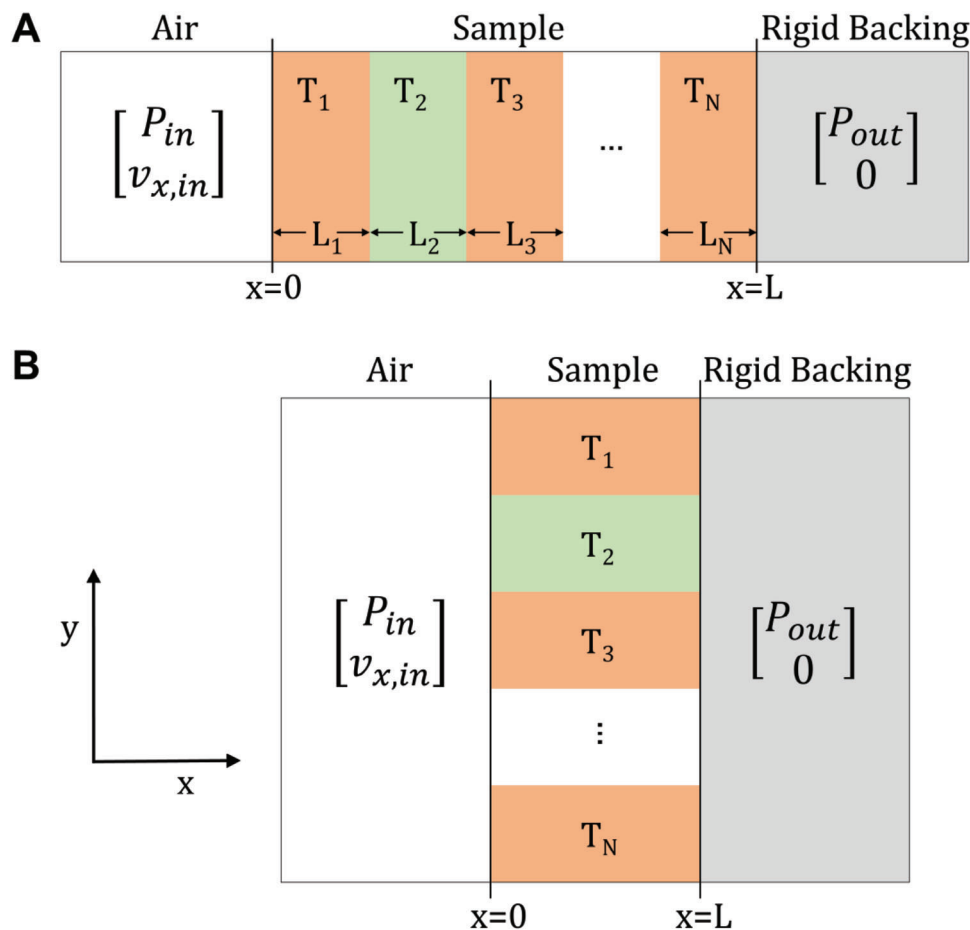 A
Air Sample Rigid Backing
P_in
v_x,in
T_1 T_2 T_3 ... T_N
P_out
0
L_1 L_2 L_3 L_N
x=0 x=L
B
Air Sample Rigid Backing
T_1
T_2
P_in
v_x,in
T_3
P_out
0
⋮
T_N
y
x
x=0 x=L